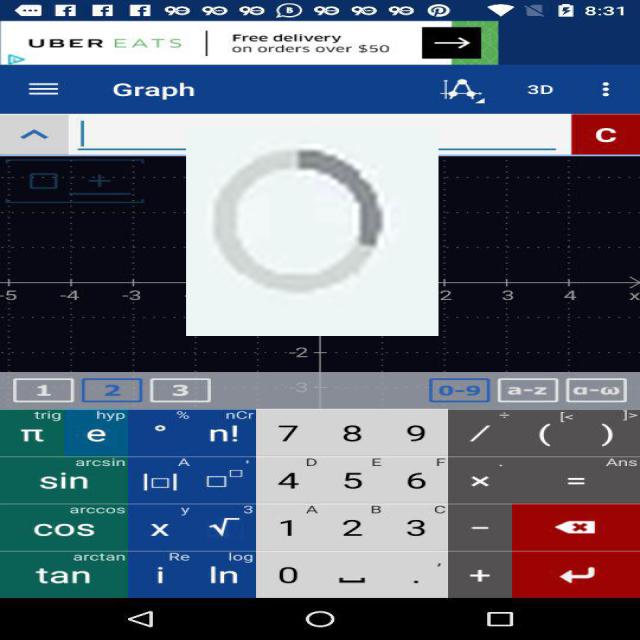 8:31
UBER EATS
Free delivery
on orders over $50
Graph
3D
C
-5 -4 -3 2 3 4 x
-2
-3
1 2 3 0-9 a-z α-ω
trig hyp % nCr ÷ [< ]>
π e ° n! 7 8 9 / ( )
arcsin A ' D E F . Ans
sin |□| □□ 4 5 6 × =
arccos y 3 A B C
cos x √ 1 2 3 −
arctan Re log '
tan i ln 0 . +